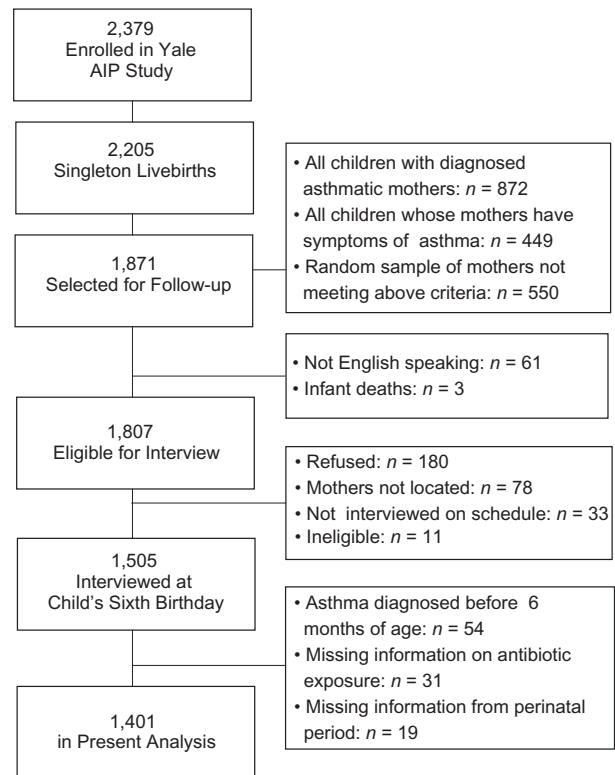 2,379
Enrolled in Yale
AIP Study
2,205
Singleton Livebirths
• All children with diagnosed
asthmatic mothers: n = 872
• All children whose mothers have
symptoms of asthma: n = 449
• Random sample of mothers not
meeting above criteria: n = 550
1,871
Selected for Follow-up
• Not English speaking: n = 61
• Infant deaths: n = 3
1,807
Eligible for Interview
• Refused: n = 180
• Mothers not located: n = 78
• Not interviewed on schedule: n = 33
• Ineligible: n = 11
1,505
Interviewed at
Child's Sixth Birthday
• Asthma diagnosed before 6
months of age: n = 54
• Missing information on antibiotic
exposure: n = 31
• Missing information from perinatal
period: n = 19
1,401
in Present Analysis